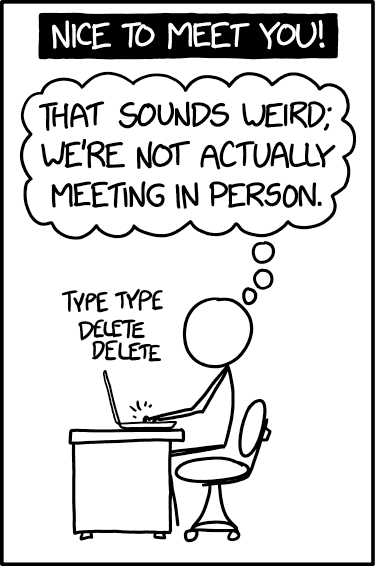 NICE TO MEET YOU!
THAT SOUNDS WEIRD;
WE'RE NOT ACTUALLY
MEETING IN PERSON.
TYPE TYPE
DELETE
DELETE